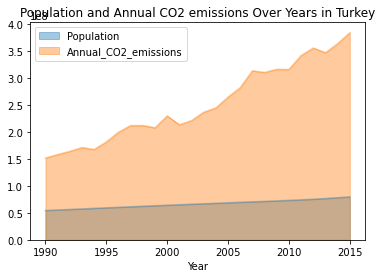 Population and Annual CO2 emissions Over Years in Turkey
1e8
Population
Annual_CO2_emissions
4.0
3.5
3.0
2.5
2.0
1.5
1.0
0.5
0.0
1990 1995 2000 2005 2010 2015
Year